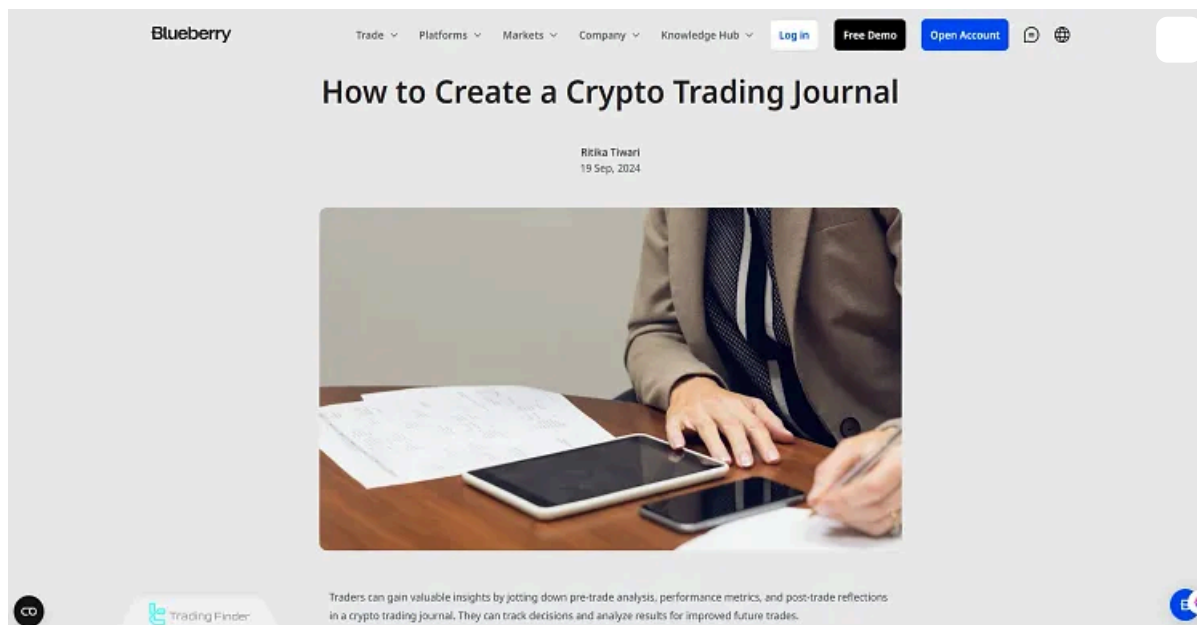 Blueberry
Trade Platforms Markets Company Knowledge Hub Log in Free Demo Open Account
How to Create a Crypto Trading Journal
Ritika Tiwari
19 Sep, 2024
Traders can gain valuable insights by jotting down pre-trade analysis, performance metrics, and post-trade reflections
in a crypto trading journal. They can track decisions and analyze results for improved future trades.
Trading Finder